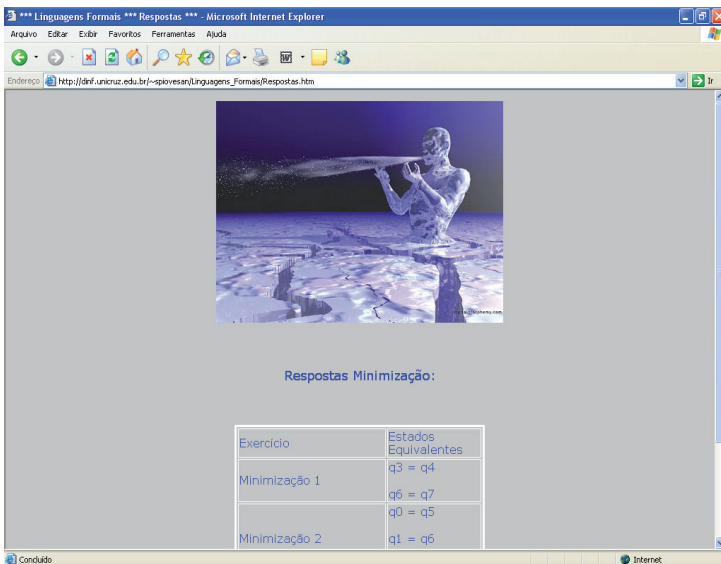 *** Linguagens Formais *** Respostas *** - Microsoft Internet Explorer
Arquivo Editar Exibir Favoritos Ferramentas Ajuda
Endereço http://dinf.unicruz.edu.br/~spiovesan/Linguagens_Formais/Respostas.htm Ir
Respostas Minimização:
Exercício
Estados
Equivalentes
Minimização 1
q3 = q4
q6 = q7
Minimização 2
q0 = q5
q1 = q6
Concluído Internet